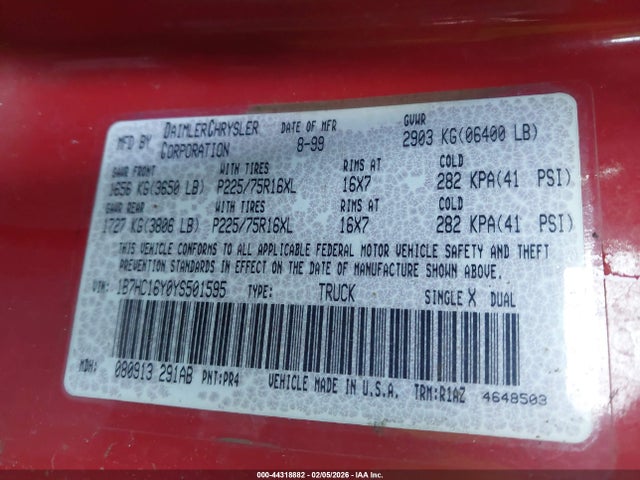 MFD BY DAIMLERCHRYSLER CORPORATION DATE OF MFR 8-99 GVWR 2903 KG(06400 LB)
GAWR FRONT WITH TIRES RIMS AT COLD
1656 KG(3650 LB) P225/75R16XL 16X7 282 KPA(41 PSI)
GAWR REAR WITH TIRES RIMS AT COLD
1727 KG(3806 LB) P225/75R16XL 16X7 282 KPA(41 PSI)
THIS VEHICLE CONFORMS TO ALL APPLICABLE FEDERAL MOTOR VEHICLE SAFETY AND THEFT
PREVENTION STANDARDS IN EFFECT ON THE DATE OF MANUFACTURE SHOWN ABOVE.
VIN: 1B7HC16Y0YS501595 TYPE: TRUCK SINGLE X DUAL
MDH: 080913 291AB PNT:PR4 VEHICLE MADE IN U.S.A. TRM:R1AZ 4648503
000-44318882 - 02/05/2026 - IAA Inc.